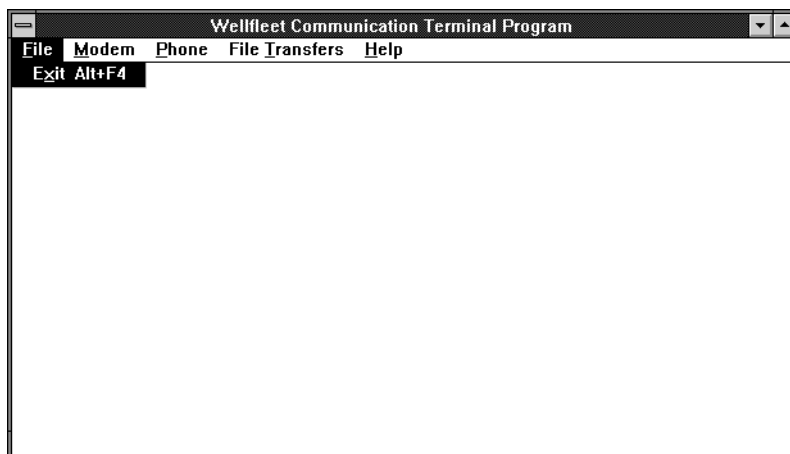 Wellfleet Communication Terminal Program
File Modem Phone File Transfers Help
Exit Alt+F4